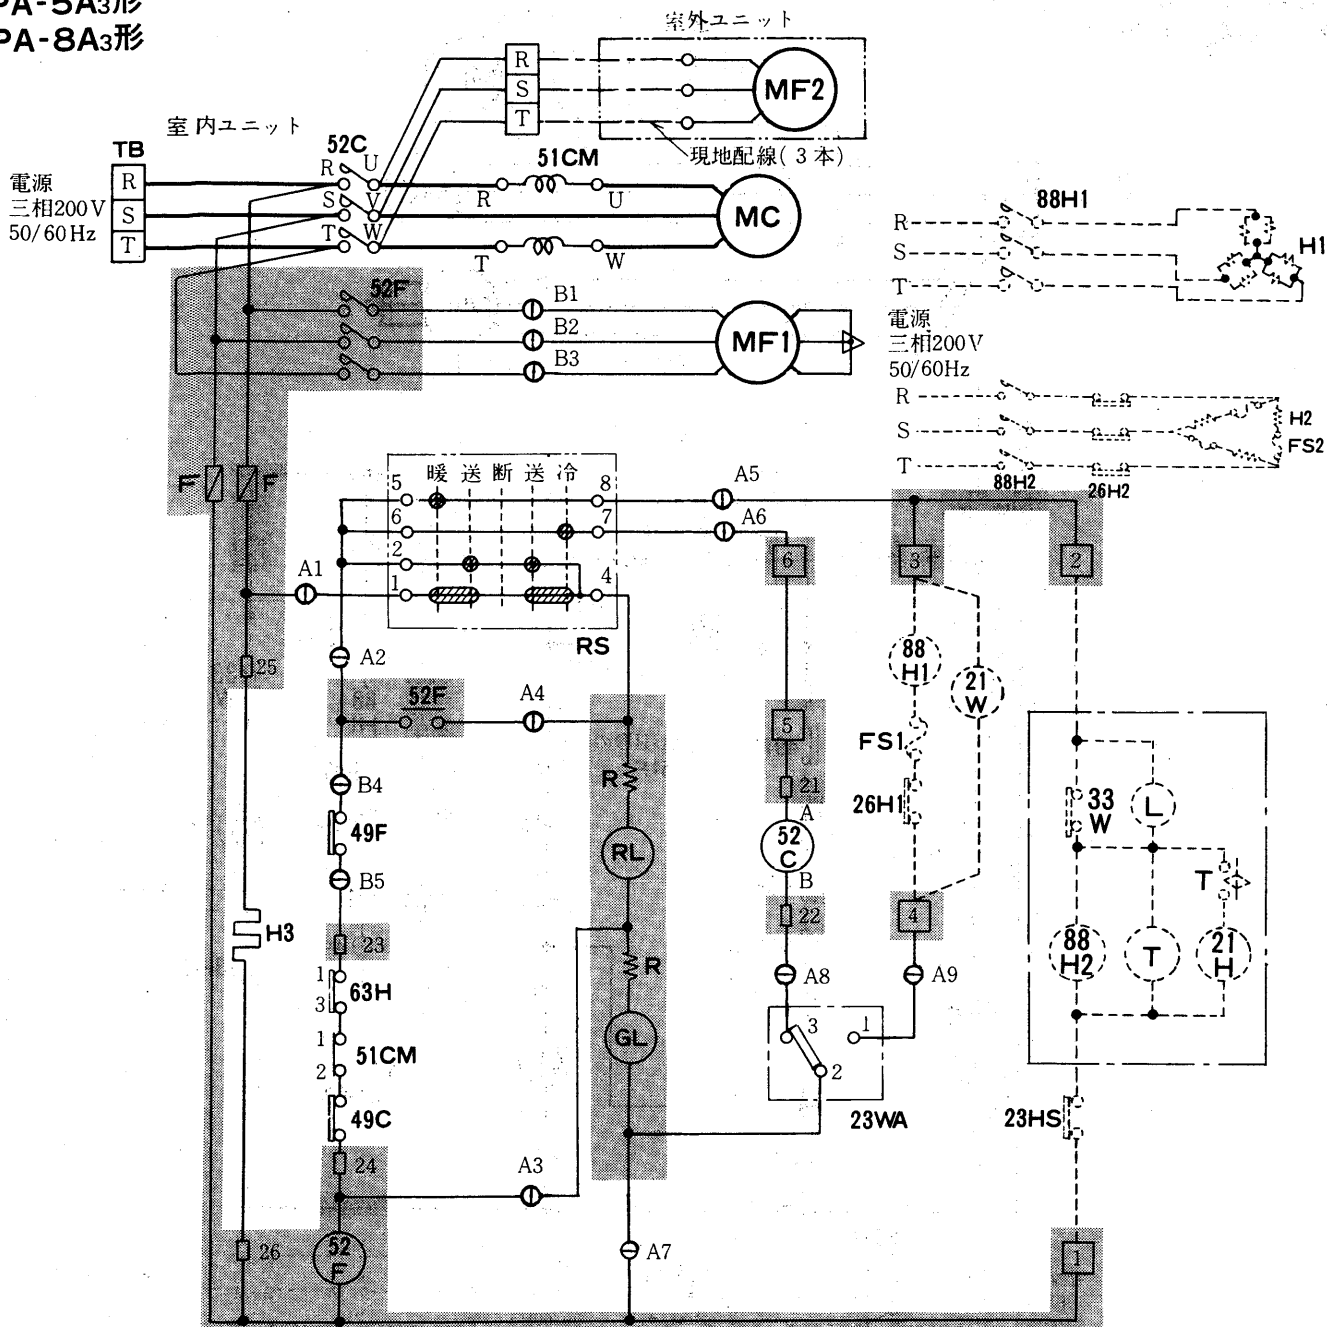 PA-5A3形
PA-8A3形
室外ユニット
R
S
T
MF2
室内ユニット
現地配線(3本)
TB
52C
51CM
電源
三相200V
50/60Hz
R
S
T
R U
S V
T W
R U
T W
MC
88H1
R
S
T
H1
52F
B1
B2
B3
MF1
電源
三相200V
50/60Hz
R
S
T
H2
FS2
88H2
26H2
F F
暖 送 断 送 冷
5 8
6 7
2
1 4
RS
A5
A6
A1
6
3
2
25
A2
52F
A4
88
H1
21
W
5
21
FS1
26H1
R
B4
49F
B5
RL
A
52
C
B
22
4
33
W
L
T
88
H2
T
21
H
H3
23
1
3
63H
1
2
51CM
49C
24
R
GL
A8
A9
3 1
2
23WA
23HS
A3
26
52
F
A7
1